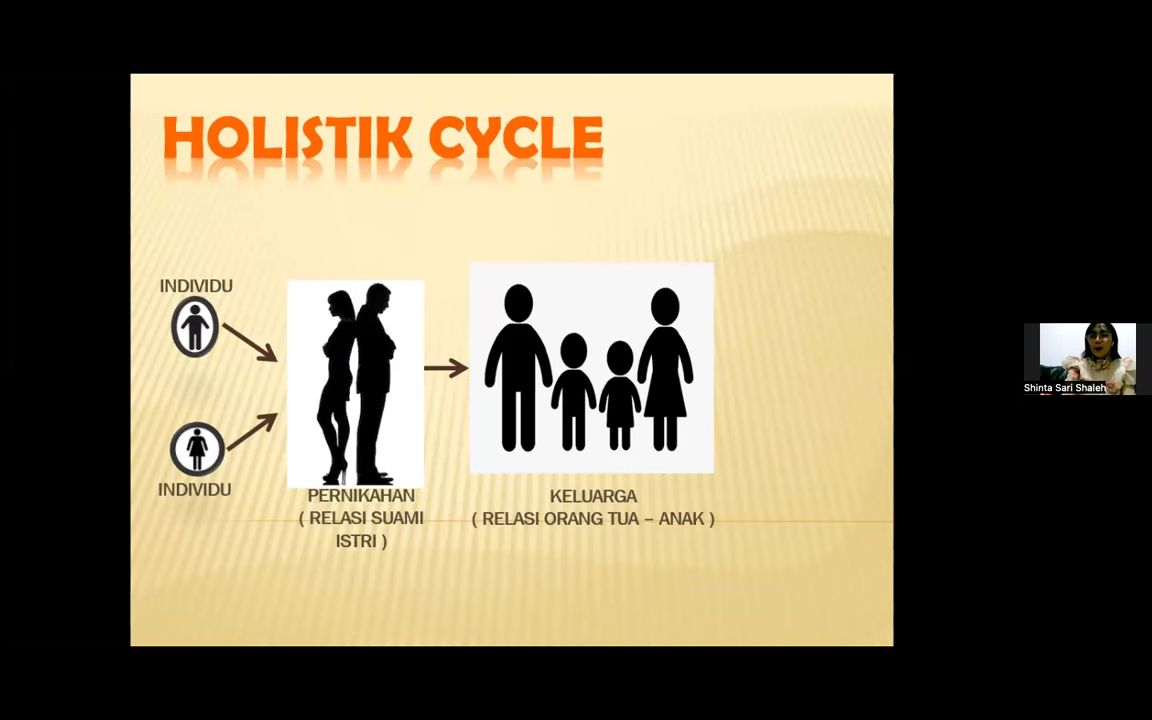 HOLISTIK CYCLE
INDIVIDU
INDIVIDU
PERNIKAHAN
( RELASI SUAMI
ISTRI )
KELUARGA
( RELASI ORANG TUA – ANAK )
Shinta Sari Shaleh